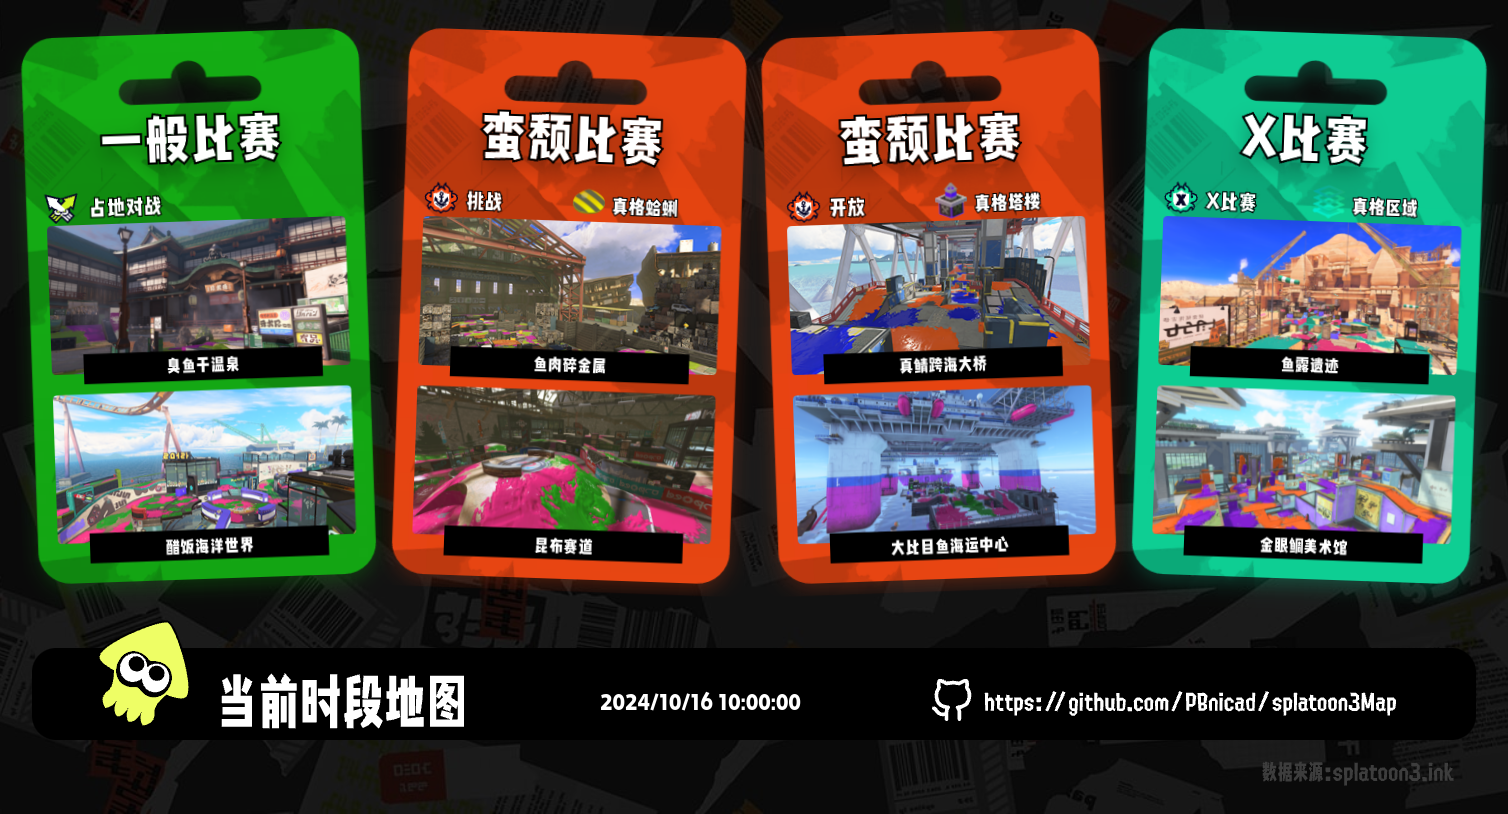 一般比赛
占地对战
臭鱼干温泉
醋饭海洋世界
蛮颓比赛
挑战
真格蛤蜊
鱼肉碎金属
昆布赛道
蛮颓比赛
开放
真格塔楼
真鲷跨海大桥
大比目鱼海运中心
X比赛
X比赛
真格区域
鱼露遗迹
金眼鲷美术馆
当前时段地图
2024/10/16 10:00:00
https://github.com/PBnicad/splatoon3Map
数据来源:splatoon3.ink